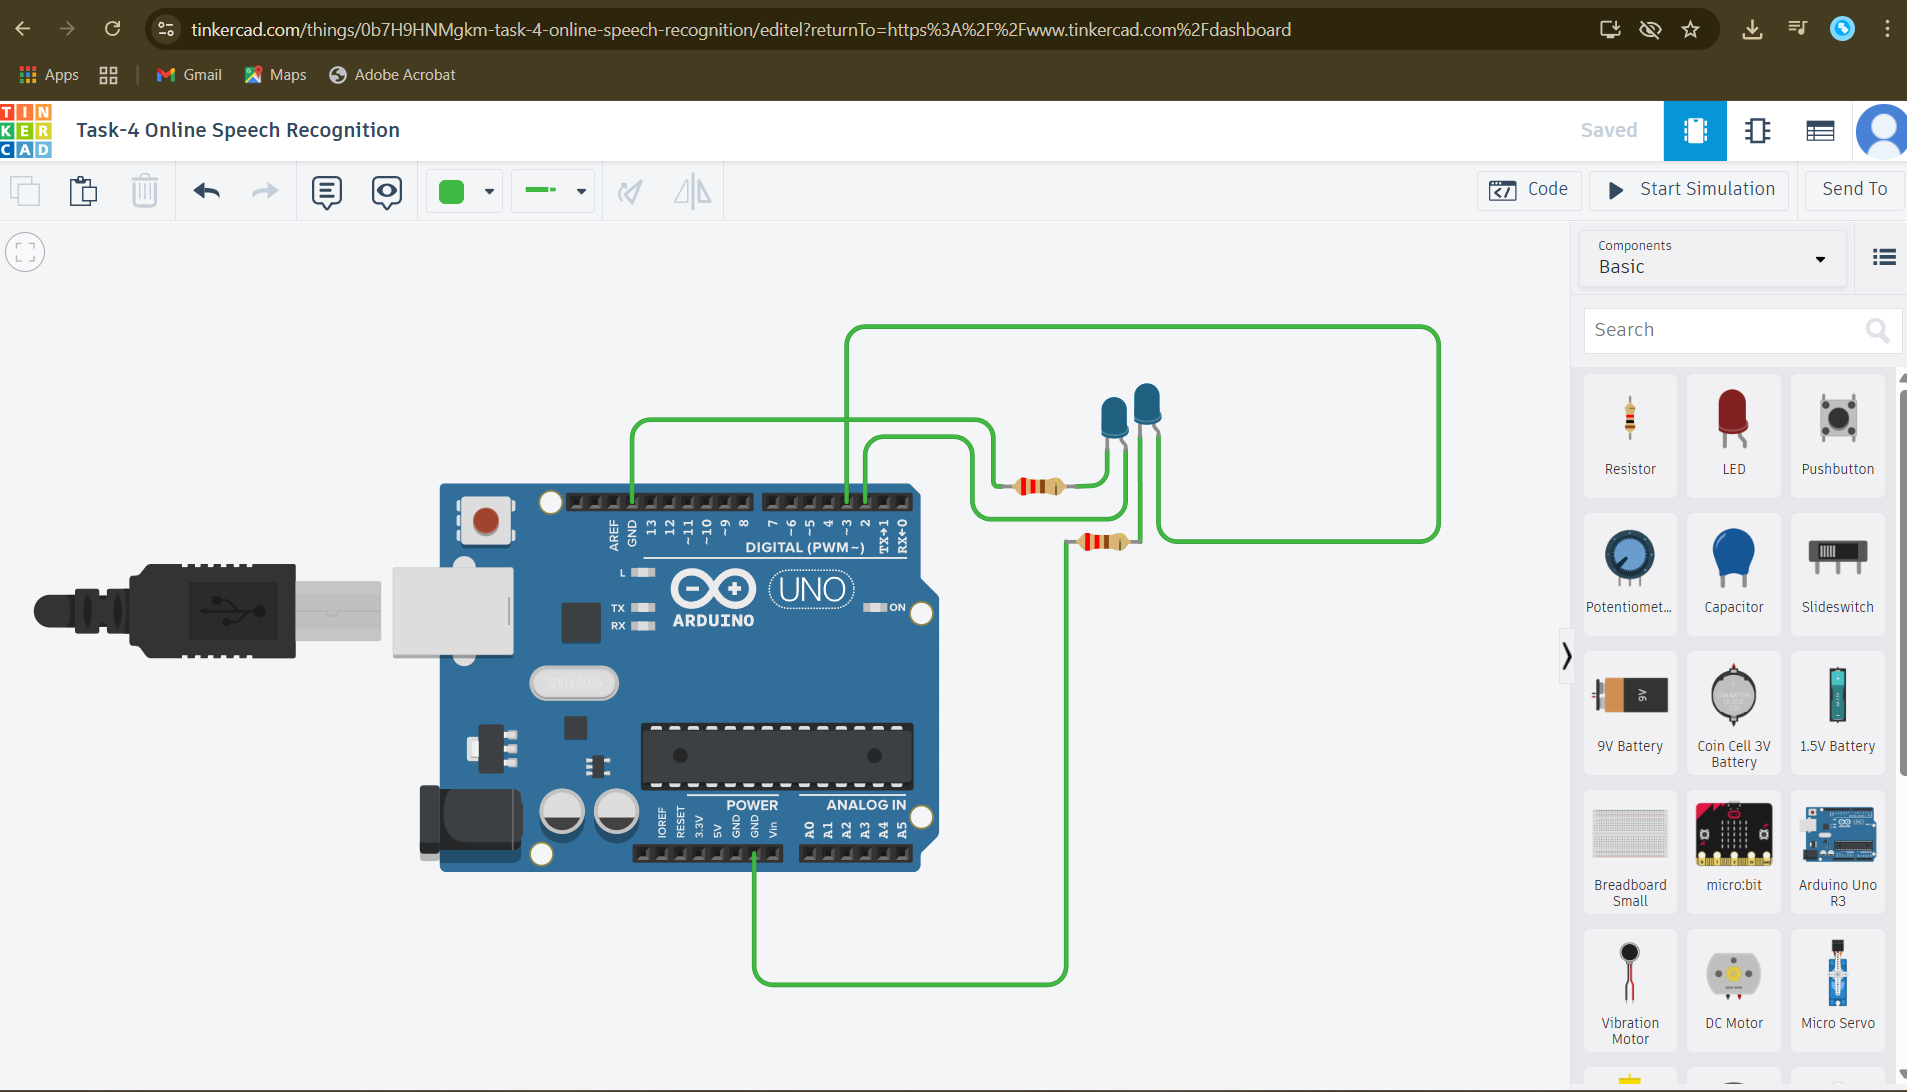 tinkercad.com/things/0b7H9HNMgkm-task-4-online-speech-recognition/editel?returnTo=https%3A%2F%2Fwww.tinkercad.com%2Fdashboard
Apps Gmail Maps Adobe Acrobat
TIN
KER
CAD
Task-4 Online Speech Recognition
Saved
Code Start Simulation Send To
Components
Basic
Search
Resistor LED Pushbutton
Potentiomet... Capacitor Slideswitch
9V
9V Battery Coin Cell 3V Battery 1.5V Battery
Breadboard Small micro:bit Arduino Uno R3
Vibration Motor DC Motor Micro Servo
AREF GND 13 12 ~11 ~10 ~9 8 7 ~6 ~5 4 ~3 2 TX→1 RX←0
DIGITAL (PWM~)
L
TX
RX
UNO
ON
ARDUINO
SPK16.000G
POWER ANALOG IN
IOREF RESET 3.3V 5V GND GND Vin A0 A1 A2 A3 A4 A5